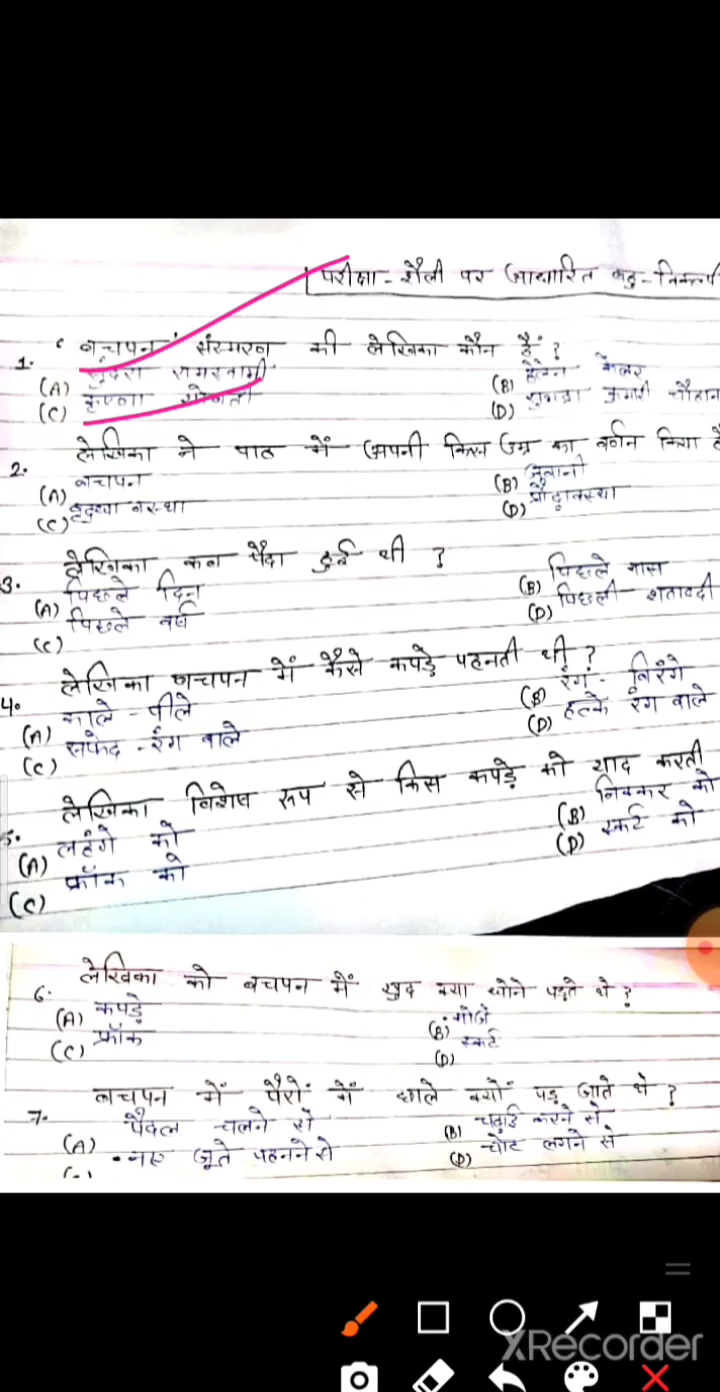 परीक्षा - शैली पर आधारित बहु - विकल्प
1. "बचपन" संस्मरण की लेखिका कौन हैं ?
(A) सुंदरा रामस्वामी (B) हेलेन केलर
(C) कृष्णा सोबती (D) सुभद्रा कुमारी चौहान
2. लेखिका ने पाठ में अपनी किस उम्र का वर्णन किया है
(A) बचपन (B) जवानी
(C) वृद्धावस्था (D) प्रौढ़ावस्था
3. लेखिका कब पैदा हुई थी ?
(A) पिछले दिन (B) पिछले मास
(C) पिछले वर्ष (D) पिछली शताब्दी
4. लेखिका बचपन में कैसे कपड़े पहनती थी ?
(A) काले - पीले (B) रंग - बिरंगे
(C) सफेद - रंग वाले (D) हल्के रंग वाले
5. लेखिका विशेष रूप से किस कपड़े को याद करती
(A) लहंगे को (B) निक्कर को
(C) फ्रॉक को (D) स्कर्ट को
6. लेखिका को बचपन में खुद क्या धोने पड़ते थे ?
(A) कपड़े (B) मोजे
(C) फ्रॉक (D) स्कर्ट
7. बचपन में पैरों में छाले क्यों पड़ जाते थे ?
(A) पैदल चलने से (B) चढ़ाई करने से
नए जूते पहनने से (D) चोट लगने से
XRecorder